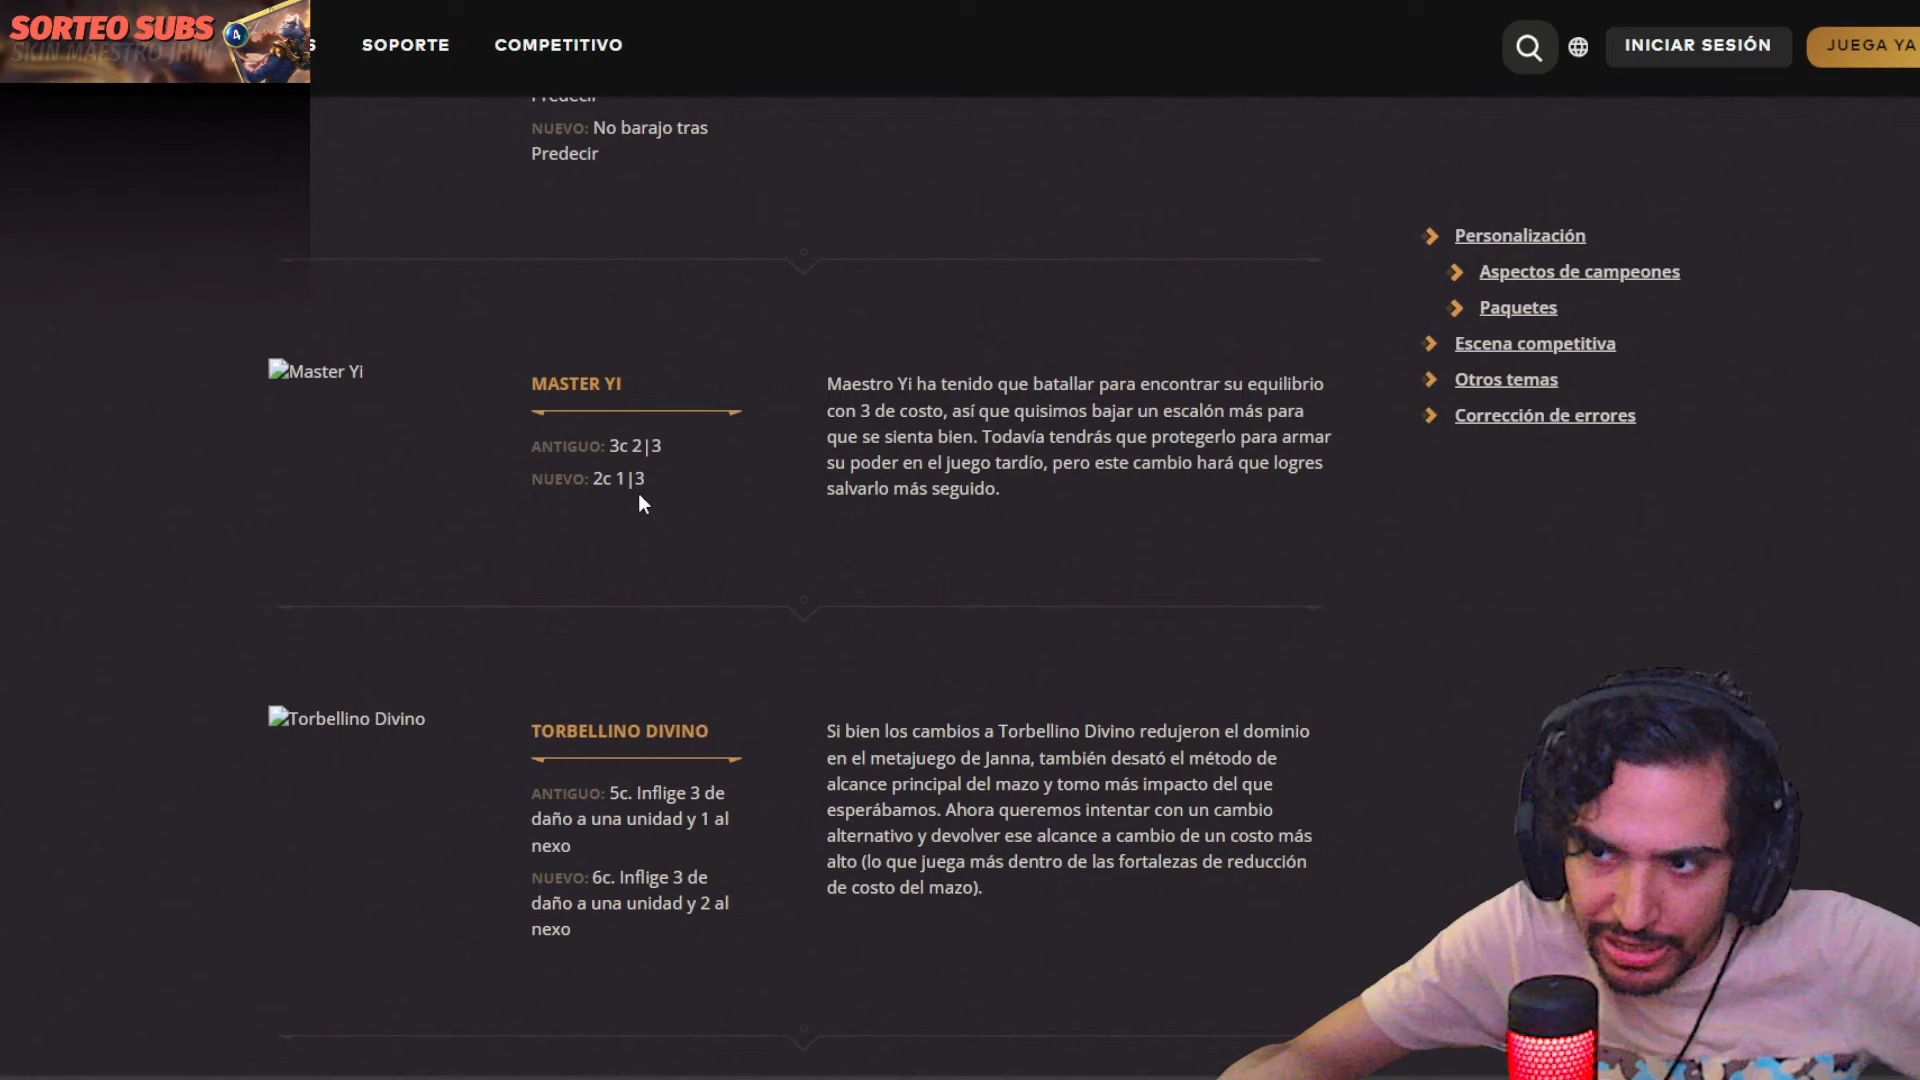 SORTEO SUBS
SKIN MAESTRO JHIN
4
S
SOPORTE
COMPETITIVO
INICIAR SESIÓN
JUEGA YA
Predecir
NUEVO: No barajo tras
Predecir
Personalización
Aspectos de campeones
Paquetes
Escena competitiva
Otros temas
Corrección de errores
Master Yi
MASTER YI
ANTIGUO: 3c 2|3
NUEVO: 2c 1|3
Maestro Yi ha tenido que batallar para encontrar su equilibrio
con 3 de costo, así que quisimos bajar un escalón más para
que se sienta bien. Todavía tendrás que protegerlo para armar
su poder en el juego tardío, pero este cambio hará que logres
salvarlo más seguido.
Torbellino Divino
TORBELLINO DIVINO
ANTIGUO: 5c. Inflige 3 de
daño a una unidad y 1 al
nexo
NUEVO: 6c. Inflige 3 de
daño a una unidad y 2 al
nexo
Si bien los cambios a Torbellino Divino redujeron el dominio
en el metajuego de Janna, también desató el método de
alcance principal del mazo y tomo más impacto del que
esperábamos. Ahora queremos intentar con un cambio
alternativo y devolver ese alcance a cambio de un costo más
alto (lo que juega más dentro de las fortalezas de reducción
de costo del mazo).